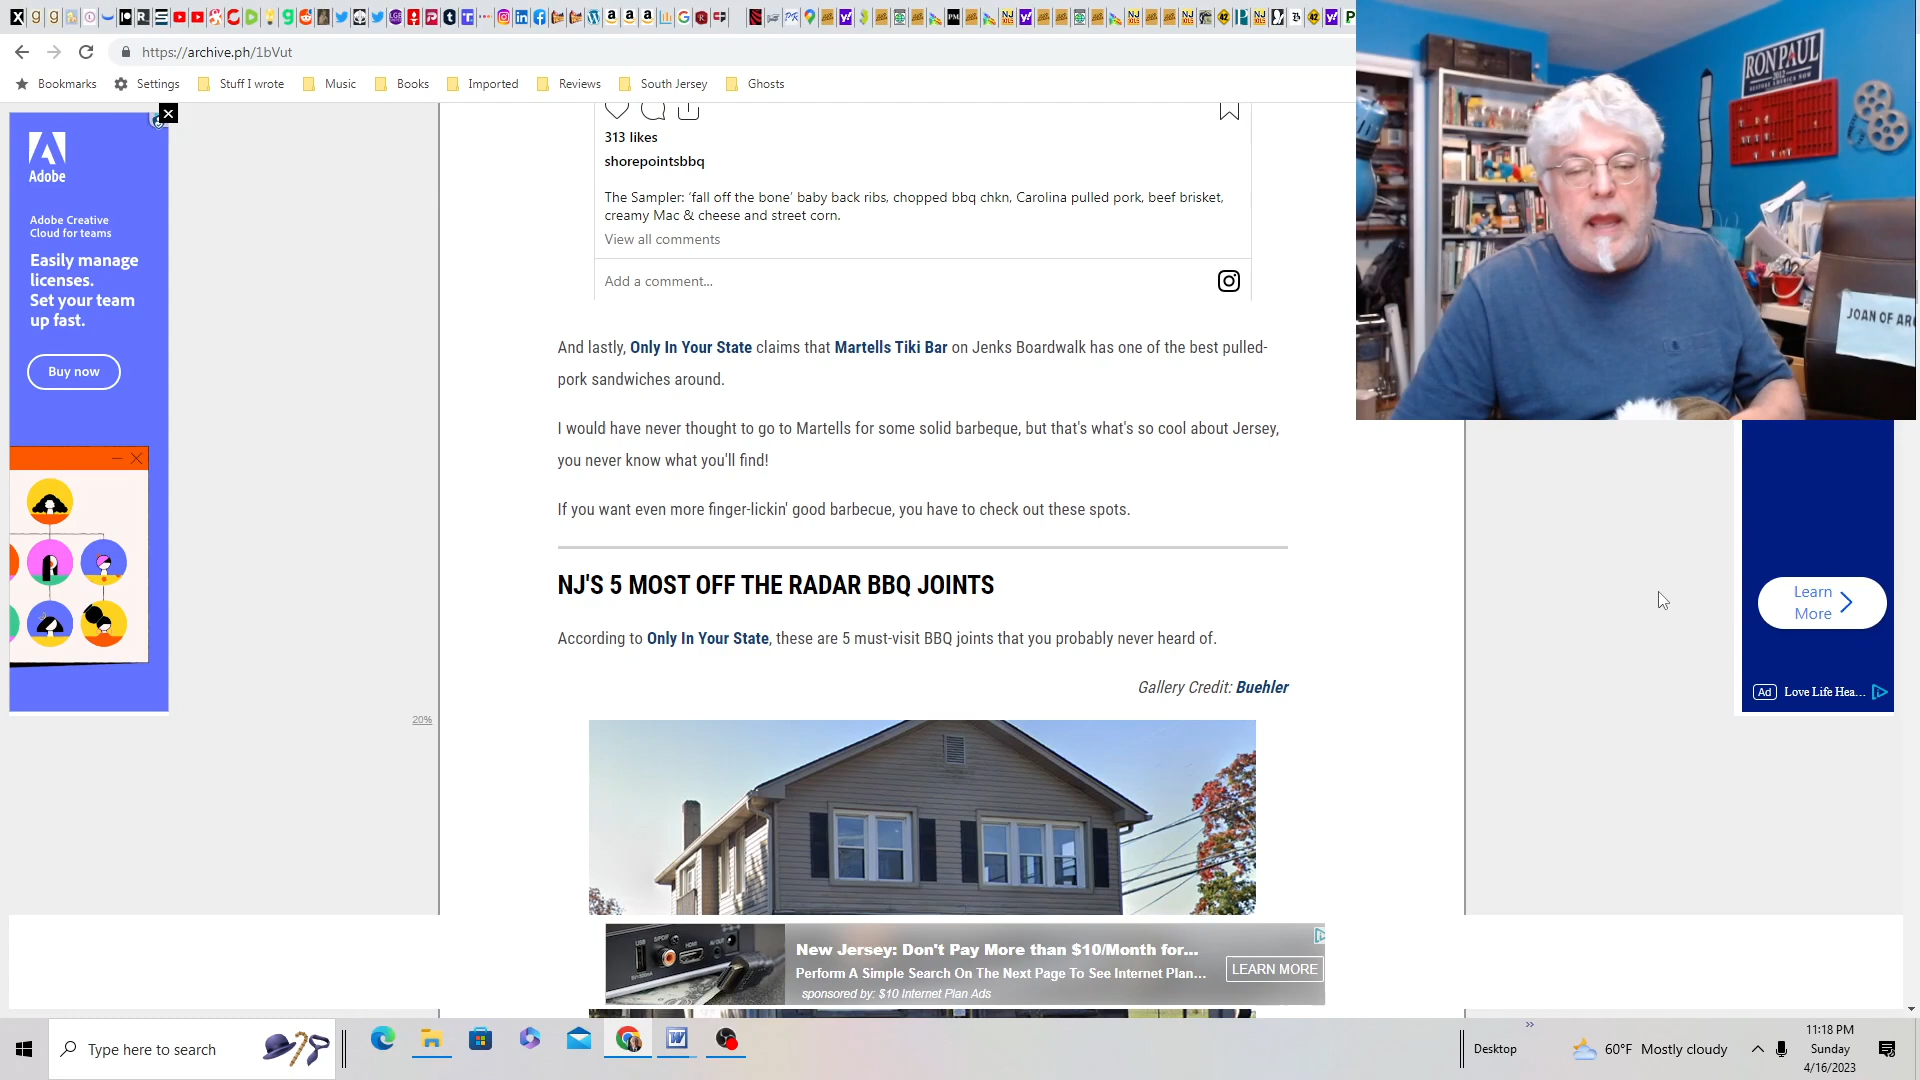 https://archive.ph/1bVut
Bookmarks Settings Stuff I wrote Music Books Imported Reviews South Jersey Ghosts
RON PAUL
2012
JOAN OF AR
Adobe
Adobe Creative
Cloud for teams
Easily manage
licenses.
Set your team
up fast.
Buy now
313 likes
shorepointsbbq
The Sampler: ‘fall off the bone’ baby back ribs, chopped bbq chkn, Carolina pulled pork, beef brisket,
creamy Mac & cheese and street corn.
View all comments
Add a comment...
And lastly, Only In Your State claims that Martells Tiki Bar on Jenks Boardwalk has one of the best pulled-
pork sandwiches around.
I would have never thought to go to Martells for some solid barbeque, but that's what's so cool about Jersey,
you never know what you'll find!
If you want even more finger-lickin' good barbecue, you have to check out these spots.
NJ'S 5 MOST OFF THE RADAR BBQ JOINTS
According to Only In Your State, these are 5 must-visit BBQ joints that you probably never heard of.
Gallery Credit: Buehler
20%
Learn
More
Ad Love Life Hea...
USB S/PDIF HDMI AV OUT
New Jersey: Don't Pay More than $10/Month for...
Perform A Simple Search On The Next Page To See Internet Plan...
sponsored by: $10 Internet Plan Ads
LEARN MORE
Type here to search
Desktop
60°F Mostly cloudy
11:18 PM
Sunday
4/16/2023